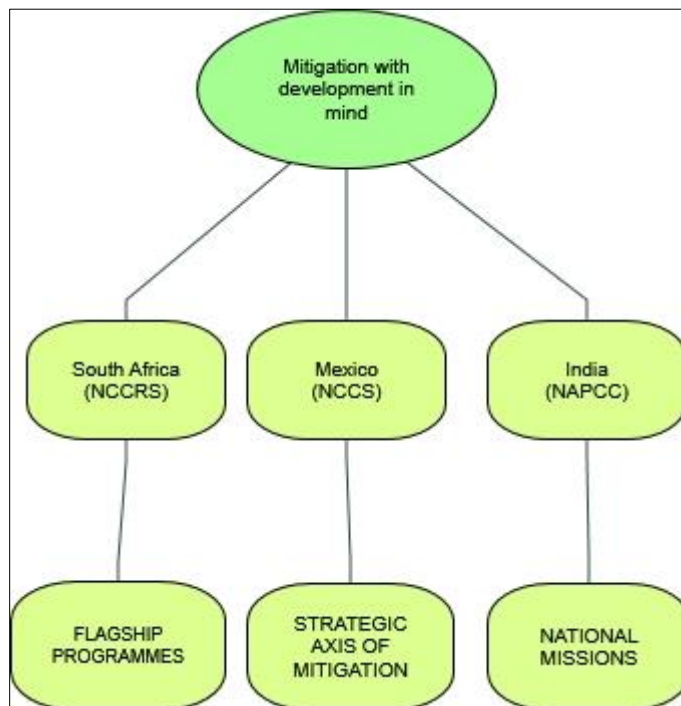 Mitigation with
development in
mind
South Africa
(NCCRS)
Mexico
(NCCS)
India
(NAPCC)
FLAGSHIP
PROGRAMMES
STRATEGIC
AXIS OF
MITIGATION
NATIONAL
MISSIONS